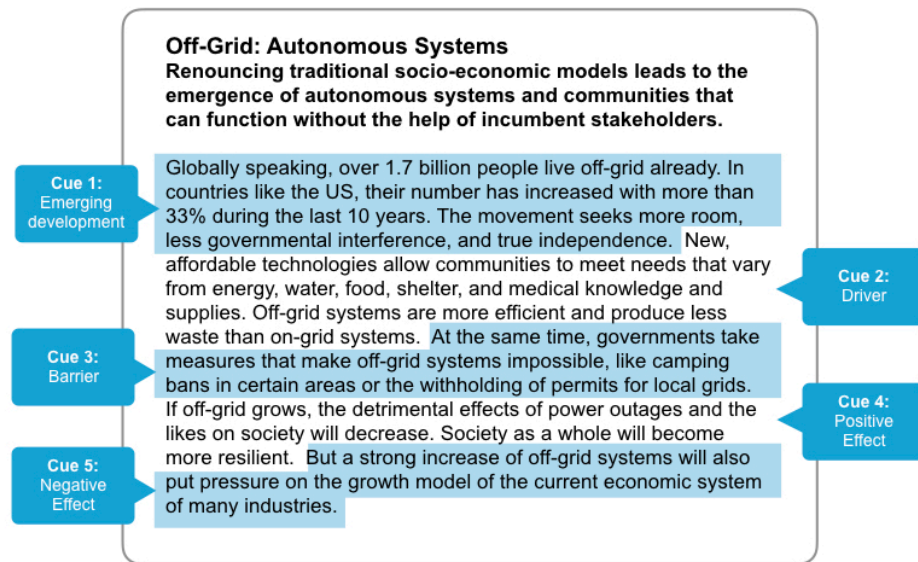 Off-Grid: Autonomous Systems
Renouncing traditional socio-economic models leads to the
emergence of autonomous systems and communities that
can function without the help of incumbent stakeholders.
Cue 1:
Emerging
development
Globally speaking, over 1.7 billion people live off-grid already. In
countries like the US, their number has increased with more than
33% during the last 10 years. The movement seeks more room,
less governmental interference, and true independence. New,
affordable technologies allow communities to meet needs that vary
from energy, water, food, shelter, and medical knowledge and
supplies. Off-grid systems are more efficient and produce less
waste than on-grid systems. At the same time, governments take
measures that make off-grid systems impossible, like camping
bans in certain areas or the withholding of permits for local grids.
If off-grid grows, the detrimental effects of power outages and the
likes on society will decrease. Society as a whole will become
more resilient. But a strong increase of off-grid systems will also
put pressure on the growth model of the current economic system
of many industries.
Cue 2:
Driver
Cue 3:
Barrier
Cue 4:
Positive
Effect
Cue 5:
Negative
Effect